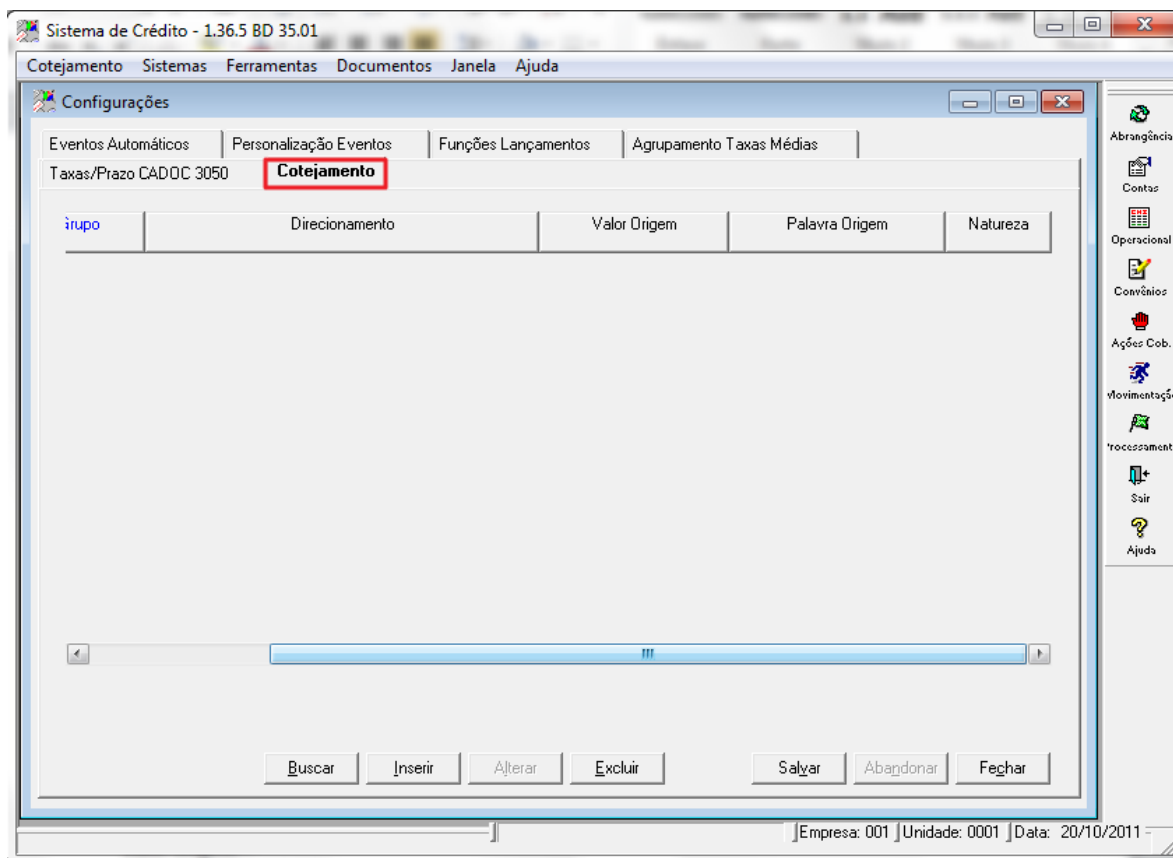 Sistema de Crédito - 1.36.5 BD 35.01
Cotejamento Sistemas Ferramentas Documentos Janela Ajuda
Configurações
Eventos Automáticos Personalização Eventos Funções Lançamentos Agrupamento Taxas Médias
Taxas/Prazo CADOC 3050 Cotejamento
Grupo Direcionamento Valor Origem Palavra Origem Natureza
Buscar Inserir Alterar Excluir Salvar Abandonar Fechar
Abrangência
Contas
Operacional
Convênios
Ações Cob.
Movimentaçã
Processament
Sair
Ajuda
Empresa: 001 Unidade: 0001 Data: 20/10/2011